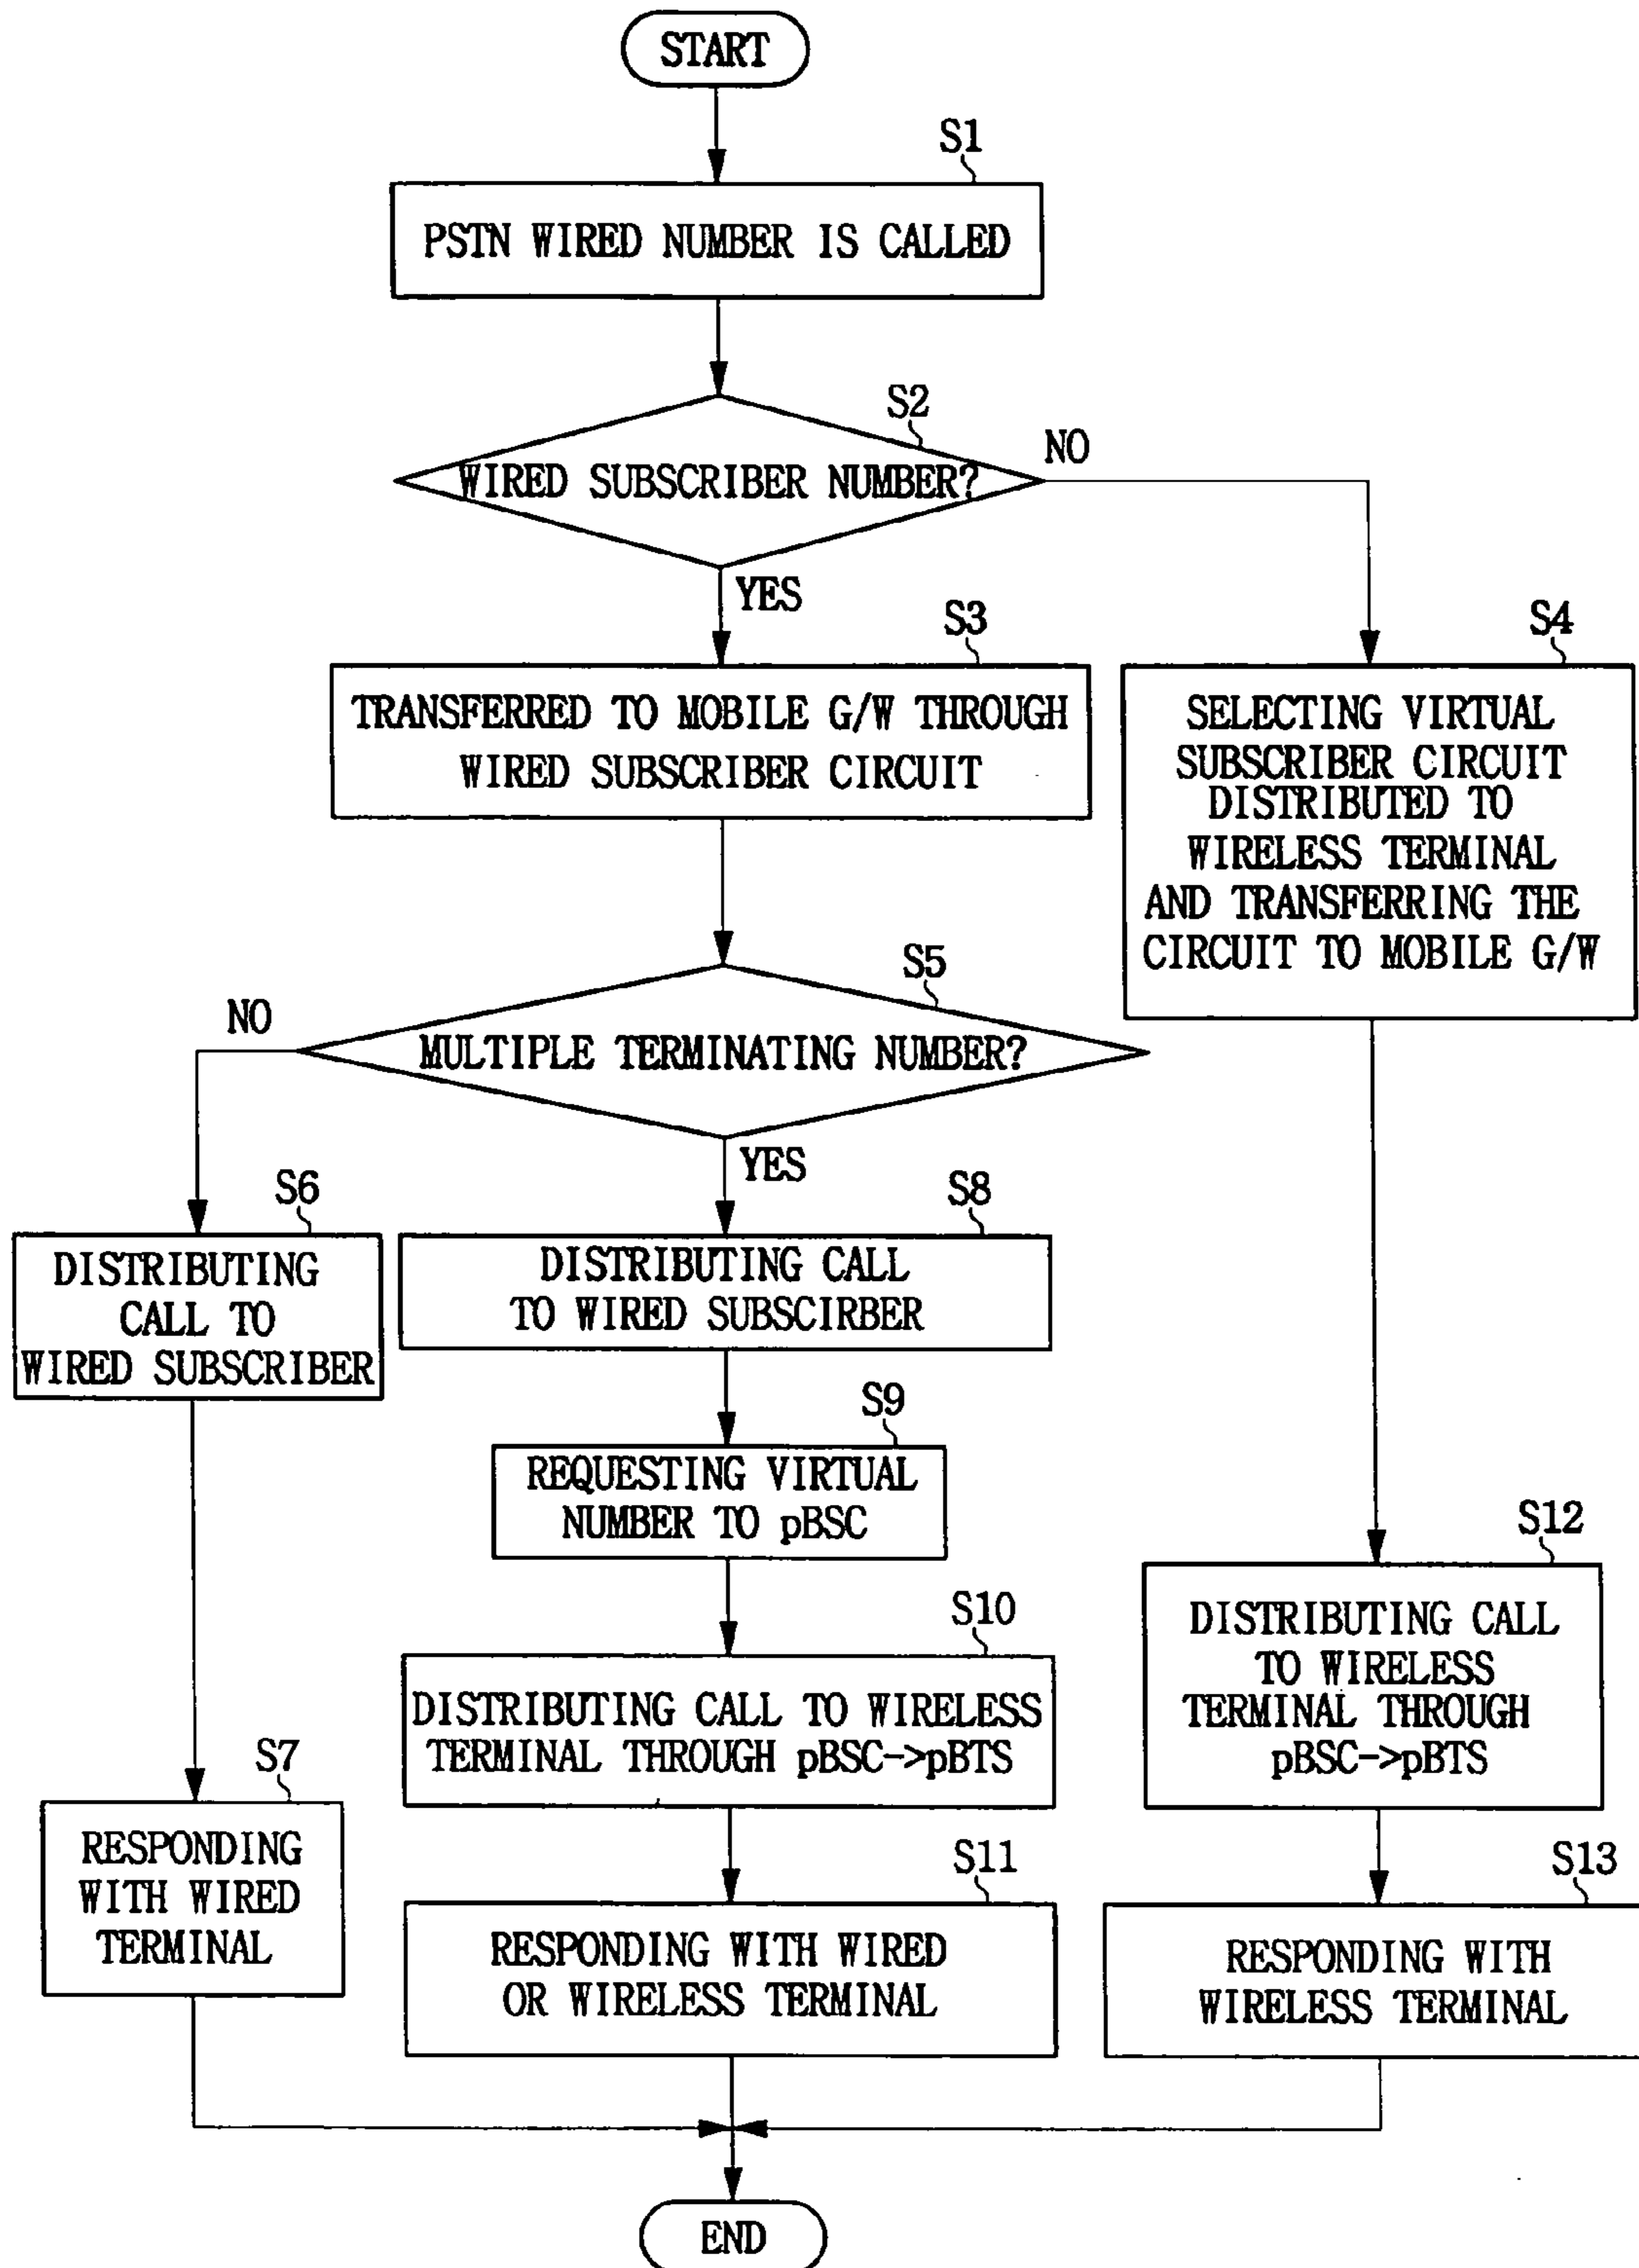 START
S1
PSTN WIRED NUMBER IS CALLED
S2
WIRED SUBSCRIBER NUMBER?
NO
YES
S3
TRANSFERRED TO MOBILE G/W THROUGH
WIRED SUBSCRIBER CIRCUIT
S4
SELECTING VIRTUAL
SUBSCRIBER CIRCUIT
DISTRIBUTED TO
WIRELESS TERMINAL
AND TRANSFERRING THE
CIRCUIT TO MOBILE G/W
S5
MULTIPLE TERMINATING NUMBER?
NO
YES
S6
DISTRIBUTING
CALL TO
WIRED SUBSCRIBER
S8
DISTRIBUTING CALL
TO WIRED SUBSCIRBER
S9
REQUESTING VIRTUAL
NUMBER TO pBSC
S10
DISTRIBUTING CALL TO WIRELESS
TERMINAL THROUGH pBSC->pBTS
S12
DISTRIBUTING CALL
TO WIRELESS
TERMINAL THROUGH
pBSC->pBTS
S7
RESPONDING
WITH WIRED
TERMINAL
S11
RESPONDING WITH WIRED
OR WIRELESS TERMINAL
S13
RESPONDING WITH
WIRELESS TERMINAL
END